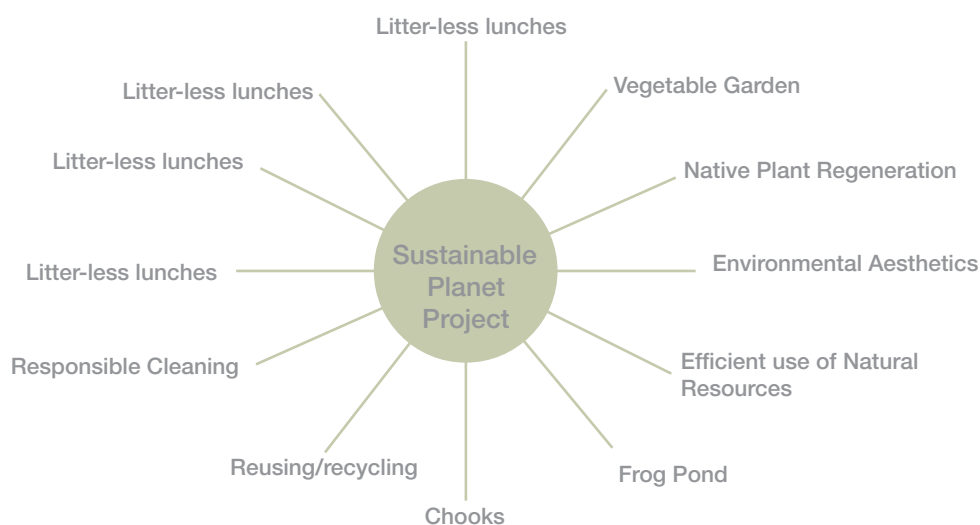 Litter-less lunches
Vegetable Garden
Native Plant Regeneration
Environmental Aesthetics
Efficient use of Natural
Resources
Frog Pond
Chooks
Reusing/recycling
Responsible Cleaning
Litter-less lunches
Litter-less lunches
Litter-less lunches
Sustainable
Planet
Project